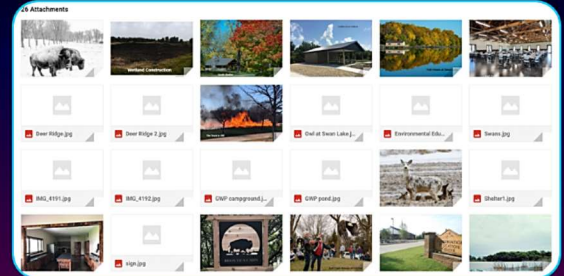 26 Attachments
Wetland Construction
Deer Ridge.jpg
Deer Ridge 2.jpg
Owl at Swan Lake.j...
Environmental Edu...
Swans.jpg
IMG_4191.jpg
IMG_4192.jpg
GWP campground.j...
GWP pond.jpg
Shelter1.jpg
sign.jpg